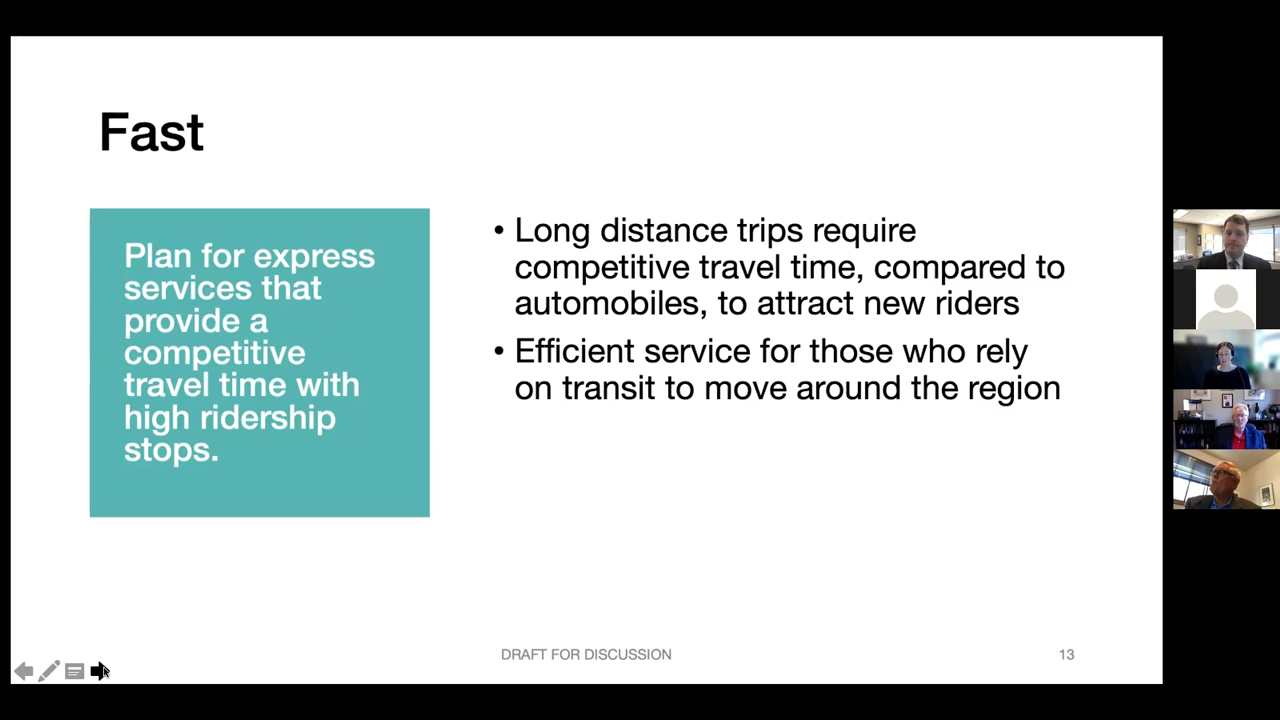 Fast
Plan for express
services that
provide a
competitive
travel time with
high ridership
stops.
• Long distance trips require
competitive travel time, compared to
automobiles, to attract new riders
• Efficient service for those who rely
on transit to move around the region
DRAFT FOR DISCUSSION
13